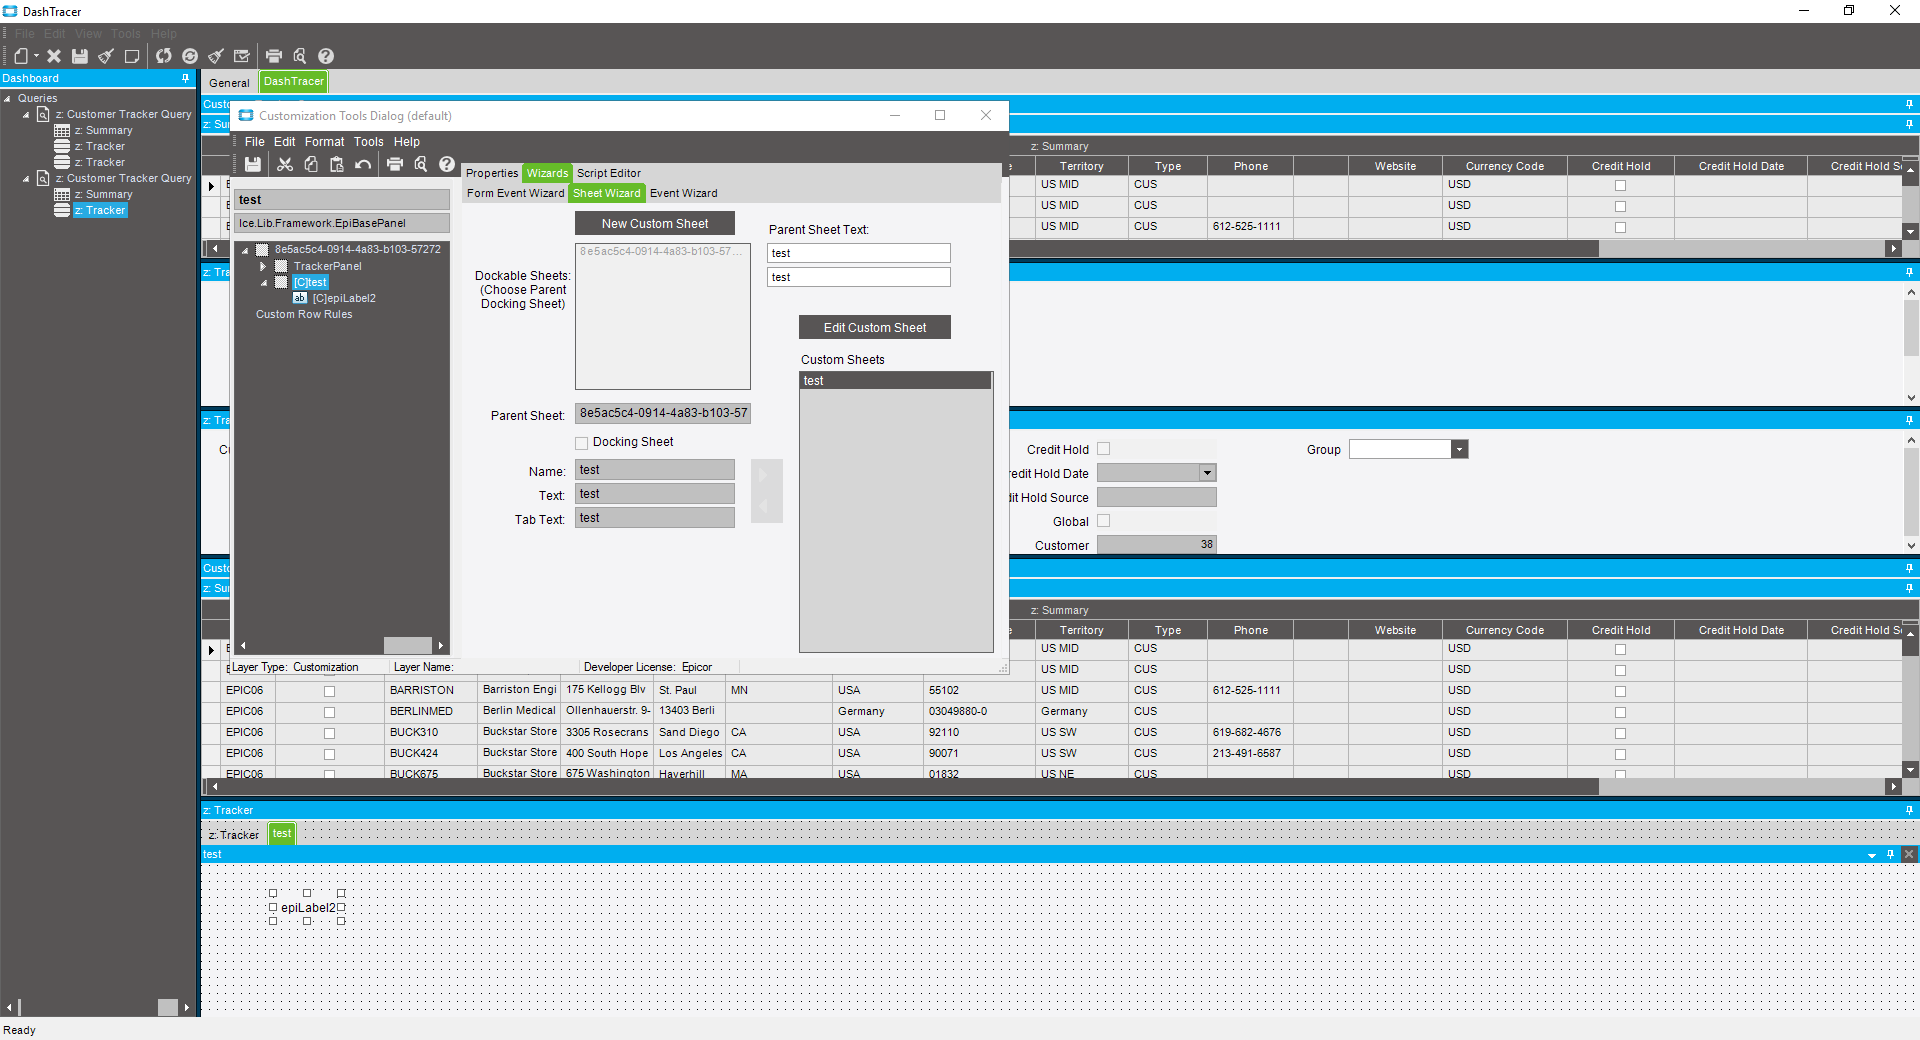 DashTracer
File Edit View Tools Help
Dashboard
Queries
z: Customer Tracker Query
z: Summary
z: Tracker
z: Tracker
z: Customer Tracker Query
z: Summary
z: Tracker
General DashTracer
Customization Tools Dialog (default)
File Edit Format Tools Help
test
Ice.Lib.Framework.EpiBasePanel
8e5ac5c4-0914-4a83-b103-57272
TrackerPanel
[C]test
ab [C]epiLabel2
Custom Row Rules
Properties Wizards Script Editor
Form Event Wizard Sheet Wizard Event Wizard
New Custom Sheet
Dockable Sheets:
(Choose Parent
Docking Sheet)
8e5ac5c4-0914-4a83-b103-57...
Parent Sheet Text:
test
test
Edit Custom Sheet
Custom Sheets
test
Parent Sheet: 8e5ac5c4-0914-4a83-b103-57
Docking Sheet
Name: test
Text: test
Tab Text: test
Layer Type: Customization Layer Name: Developer License: Epicor
z: Summary
Territory Type Phone Website Currency Code Credit Hold Credit Hold Date Credit Hold S
US MID CUS USD
US MID CUS USD
US MID CUS 612-525-1111 USD
z: Tra
z: Tra
Credit Hold
redit Hold Date
dit Hold Source
Global
Customer 38
Group
Custo
z: Sur
z: Summary
Territory Type Phone Website Currency Code Credit Hold Credit Hold Date Credit Hold S
US MID CUS USD
US MID CUS USD
EPIC06 BARRISTON Barriston Engi 175 Kellogg Blv St. Paul MN USA 55102 US MID CUS 612-525-1111 USD
EPIC06 BERLINMED Berlin Medical Ollenhauerstr. 9- 13403 Berli Germany 03049880-0 Germany CUS USD
EPIC06 BUCK310 Buckstar Store 3305 Rosecrans Sand Diego CA USA 92110 US SW CUS 619-682-4676 USD
EPIC06 BUCK424 Buckstar Store 400 South Hope Los Angeles CA USA 90071 US SW CUS 213-491-6587 USD
EPIC06 BUCK675 Buckstar Store 675 Washington Haverhill MA USA 01832 US NE CUS USD
z: Tracker
z: Tracker test
test
epiLabel2
Ready